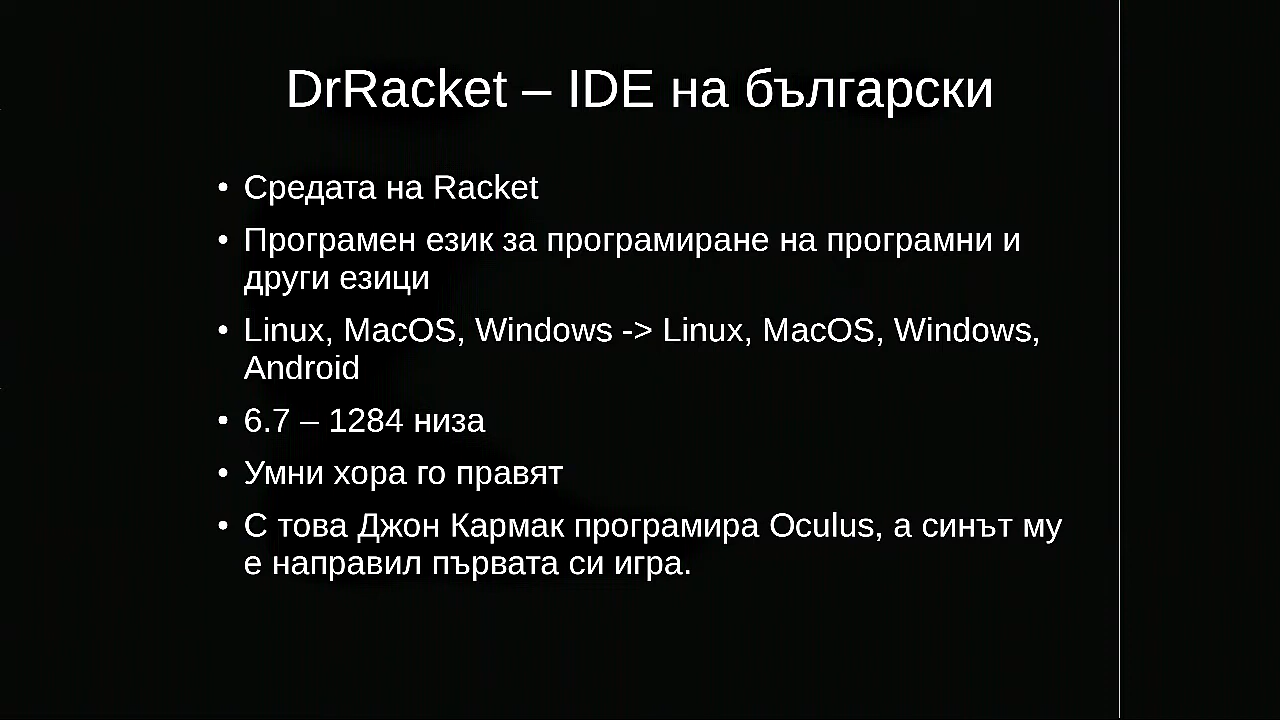 DrRacket – IDE на български
• Средата на Racket
• Програмен език за програмиране на програмни и
други езици
• Linux, MacOS, Windows -> Linux, MacOS, Windows,
Android
• 6.7 – 1284 низа
• Умни хора го правят
• С това Джон Кармак програмира Oculus, а синът му
е направил първата си игра.